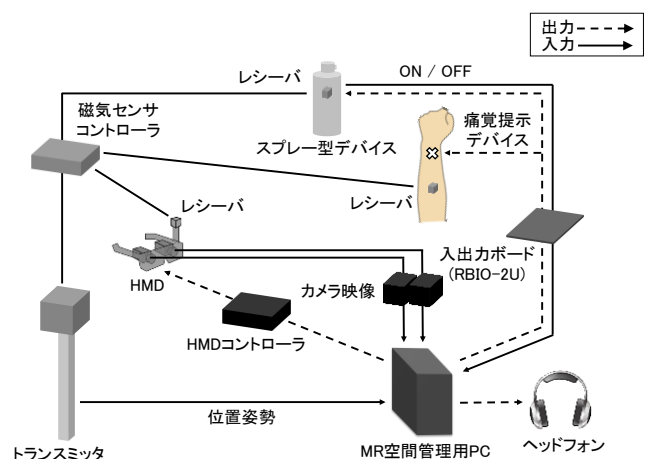 出力
入力
レシーバ
ON / OFF
磁気センサ
コントローラ
スプレー型デバイス
痛覚提示
デバイス
レシーバ
レシーバ
HMD
カメラ映像
入出力ボード
(RBIO-2U)
HMDコントローラ
位置姿勢
トランスミッタ
MR空間管理用PC
ヘッドフォン